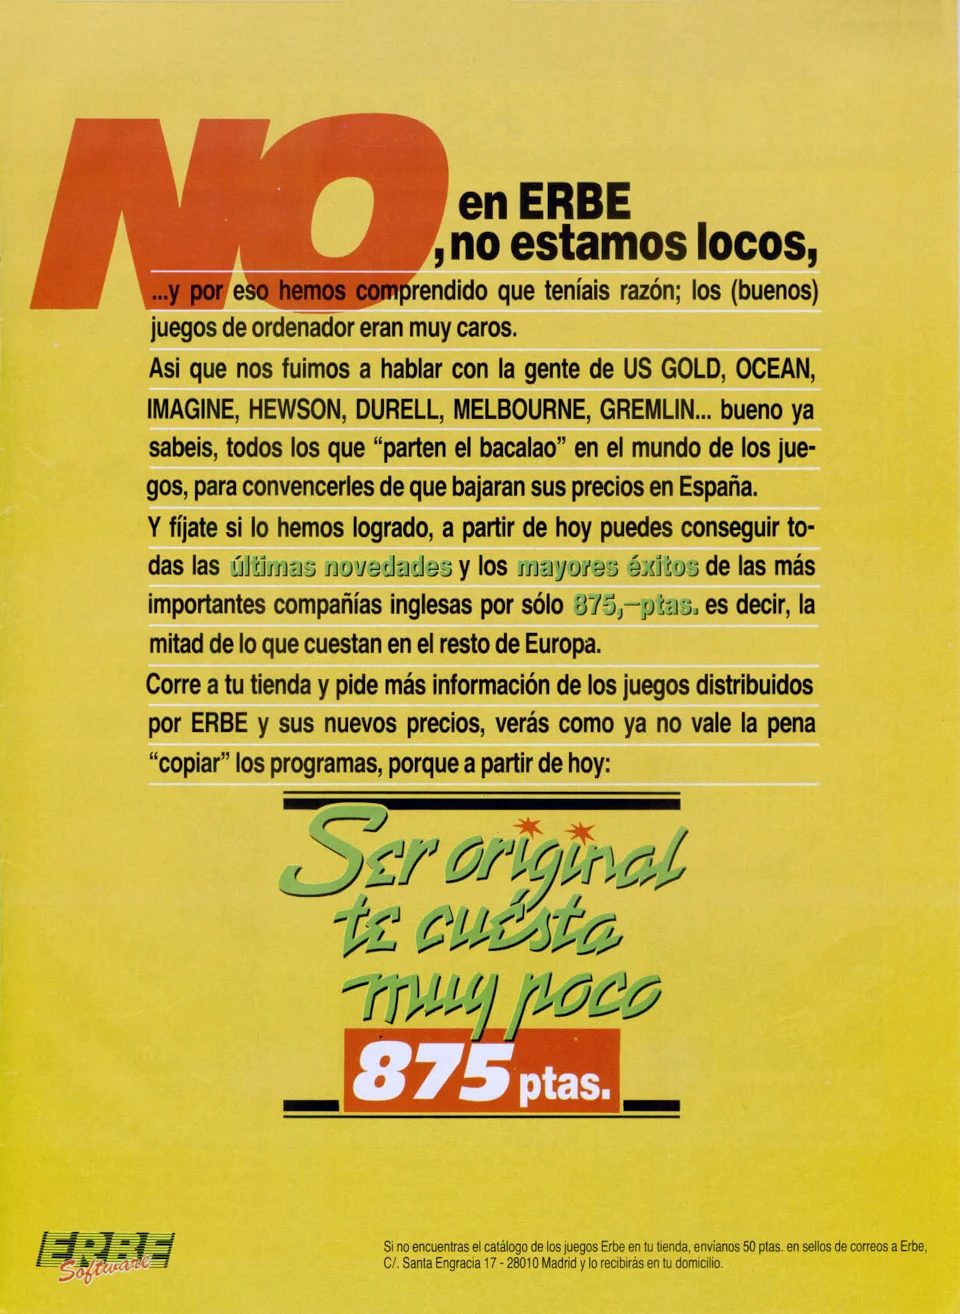 NO
en ERBE
, no estamos locos,
...y por eso hemos comprendido que teníais razón; los (buenos)
juegos de ordenador eran muy caros.
Asi que nos fuimos a hablar con la gente de US GOLD, OCEAN,
IMAGINE, HEWSON, DURELL, MELBOURNE, GREMLIN... bueno ya
sabeis, todos los que “parten el bacalao” en el mundo de los jue-
gos, para convencerles de que bajaran sus precios en España.
Y fíjate si lo hemos logrado, a partir de hoy puedes conseguir to-
das las últimas novedades y los mayores éxitos de las más
importantes compañías inglesas por sólo 875,-ptas. es decir, la
mitad de lo que cuestan en el resto de Europa.
Corre a tu tienda y pide más información de los juegos distribuidos
por ERBE y sus nuevos precios, verás como ya no vale la pena
“copiar” los programas, porque a partir de hoy:
Ser original
te cuésta
muy poco
875 ptas.
ERBE
Software
Si no encuentras el catálogo de los juegos Erbe en tu tienda, envíanos 50 ptas. en sellos de correos a Erbe,
C/. Santa Engracia 17 - 28010 Madrid y lo recibirás en tu domicilio.